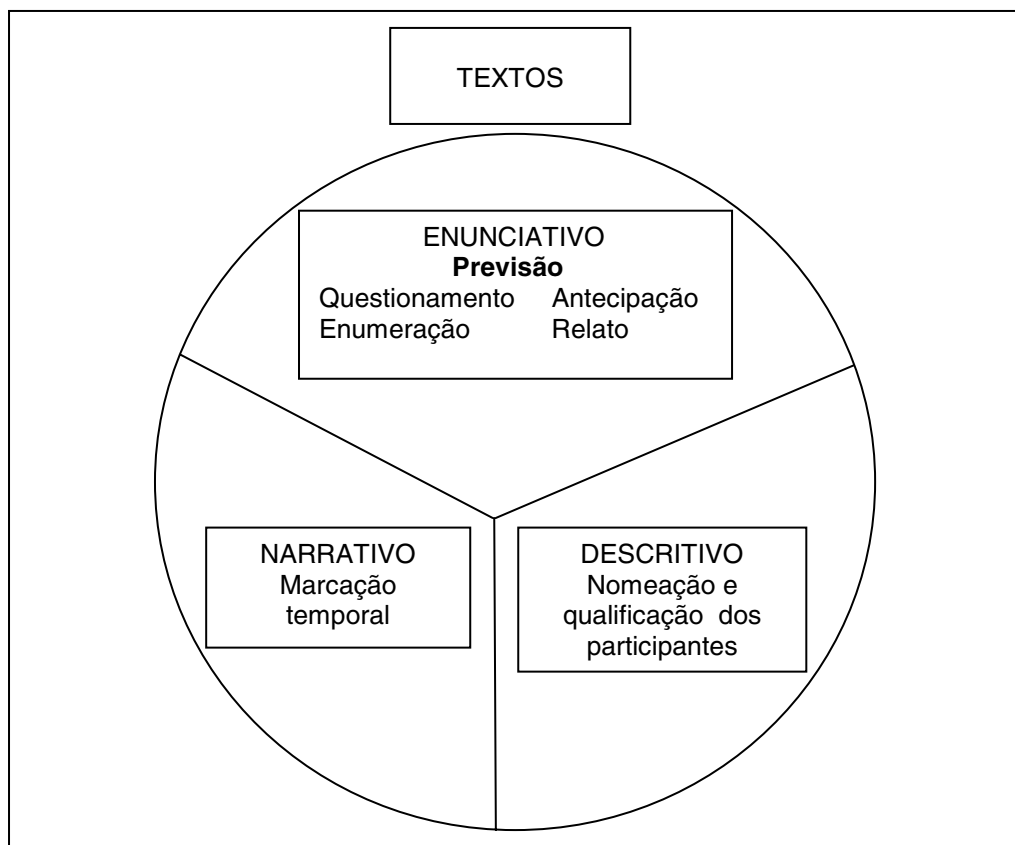 TEXTOS
ENUNCIATIVO
Previsão
Questionamento Antecipação
Enumeração Relato
NARRATIVO
Marcação
temporal
DESCRITIVO
Nomeação e
qualificação dos
participantes